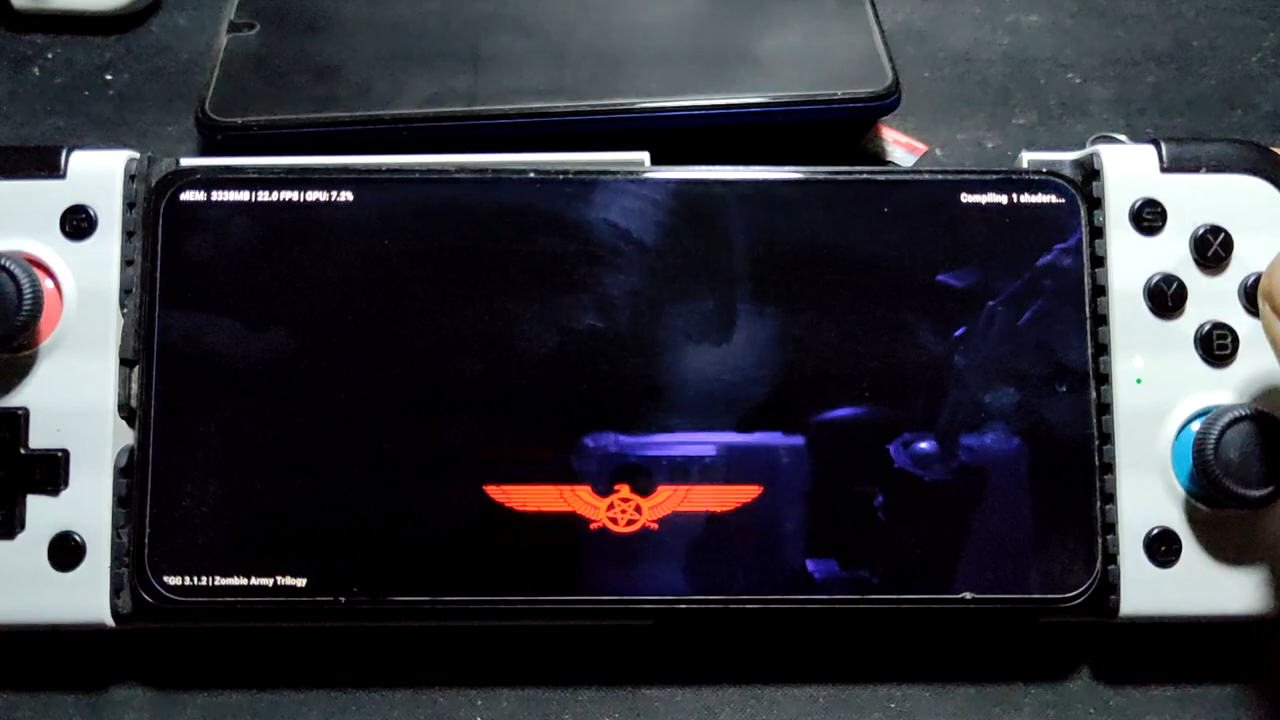 MEM: 3338MB | 22.0 FPS | GPU: 7.2%
Compiling 1 shaders...
S
X
Y
B
EGG 3.1.2 | Zombie Army Trilogy